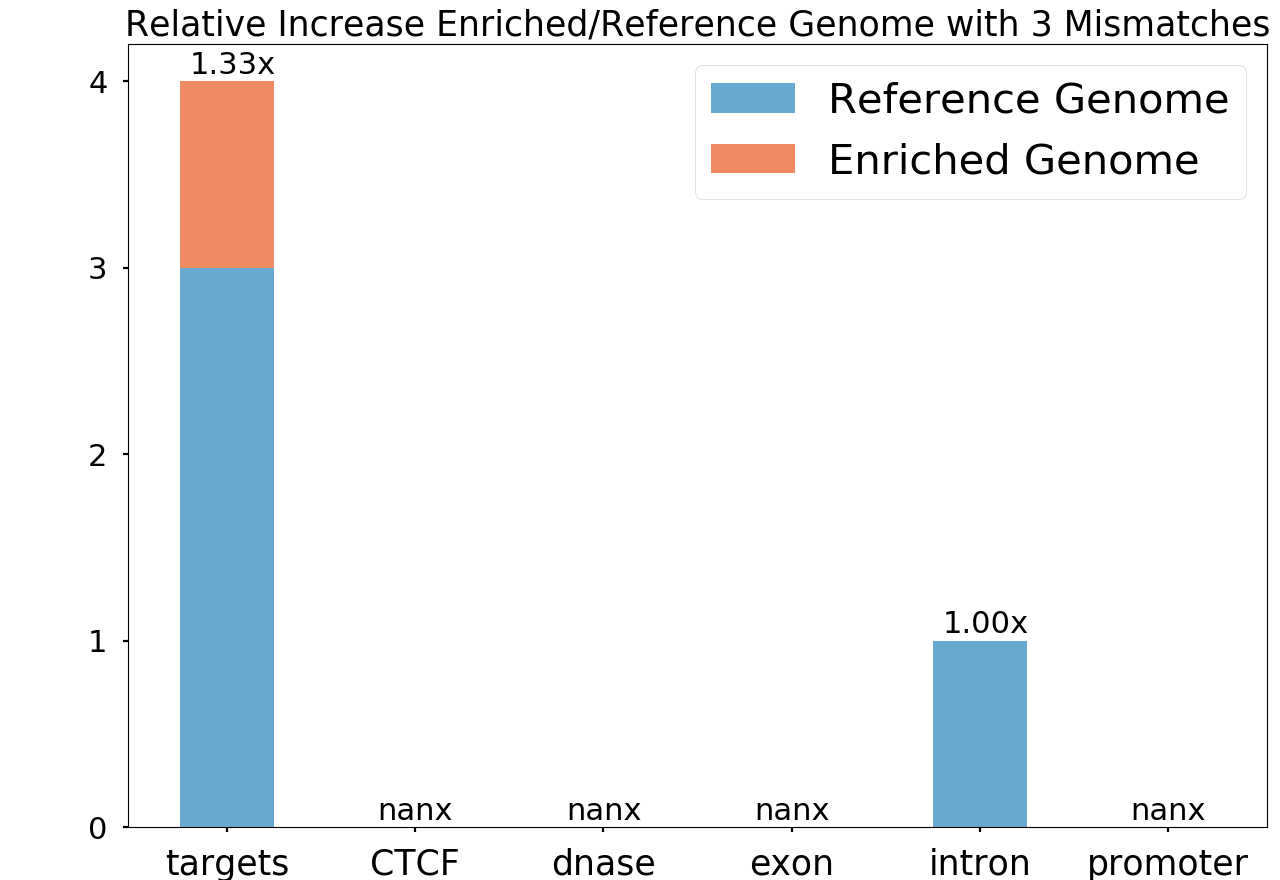 Relative Increase Enriched/Reference Genome with 3 Mismatches
1.33x
Reference Genome
Enriched Genome
4
3
2
1
0
nanx
nanx
nanx
1.00x
nanx
targets
CTCF
dnase
exon
intron
promoter